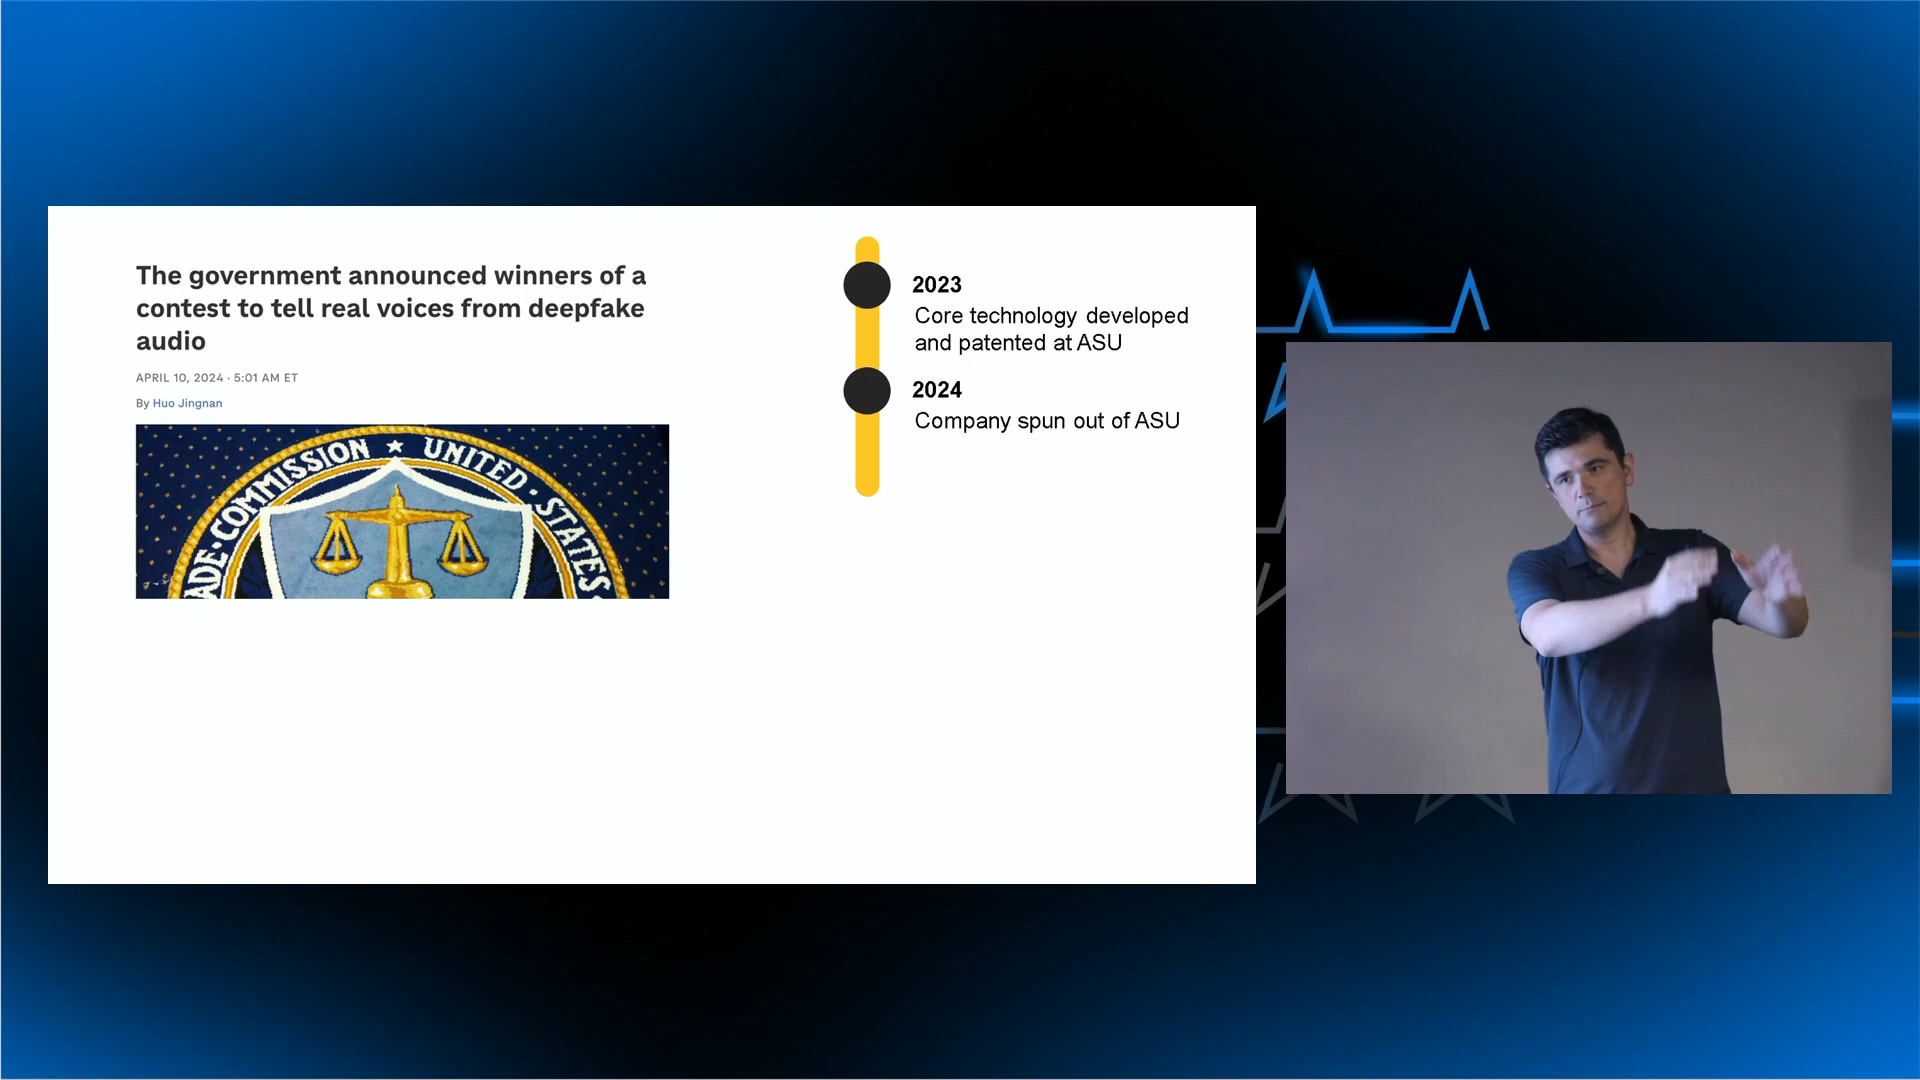 The government announced winners of a
contest to tell real voices from deepfake
audio
APRIL 10, 2024 · 5:01 AM ET
By Huo Jingnan
ADE · COMMISSION ★ UNITED · STATES ·
2023
Core technology developed
and patented at ASU
2024
Company spun out of ASU